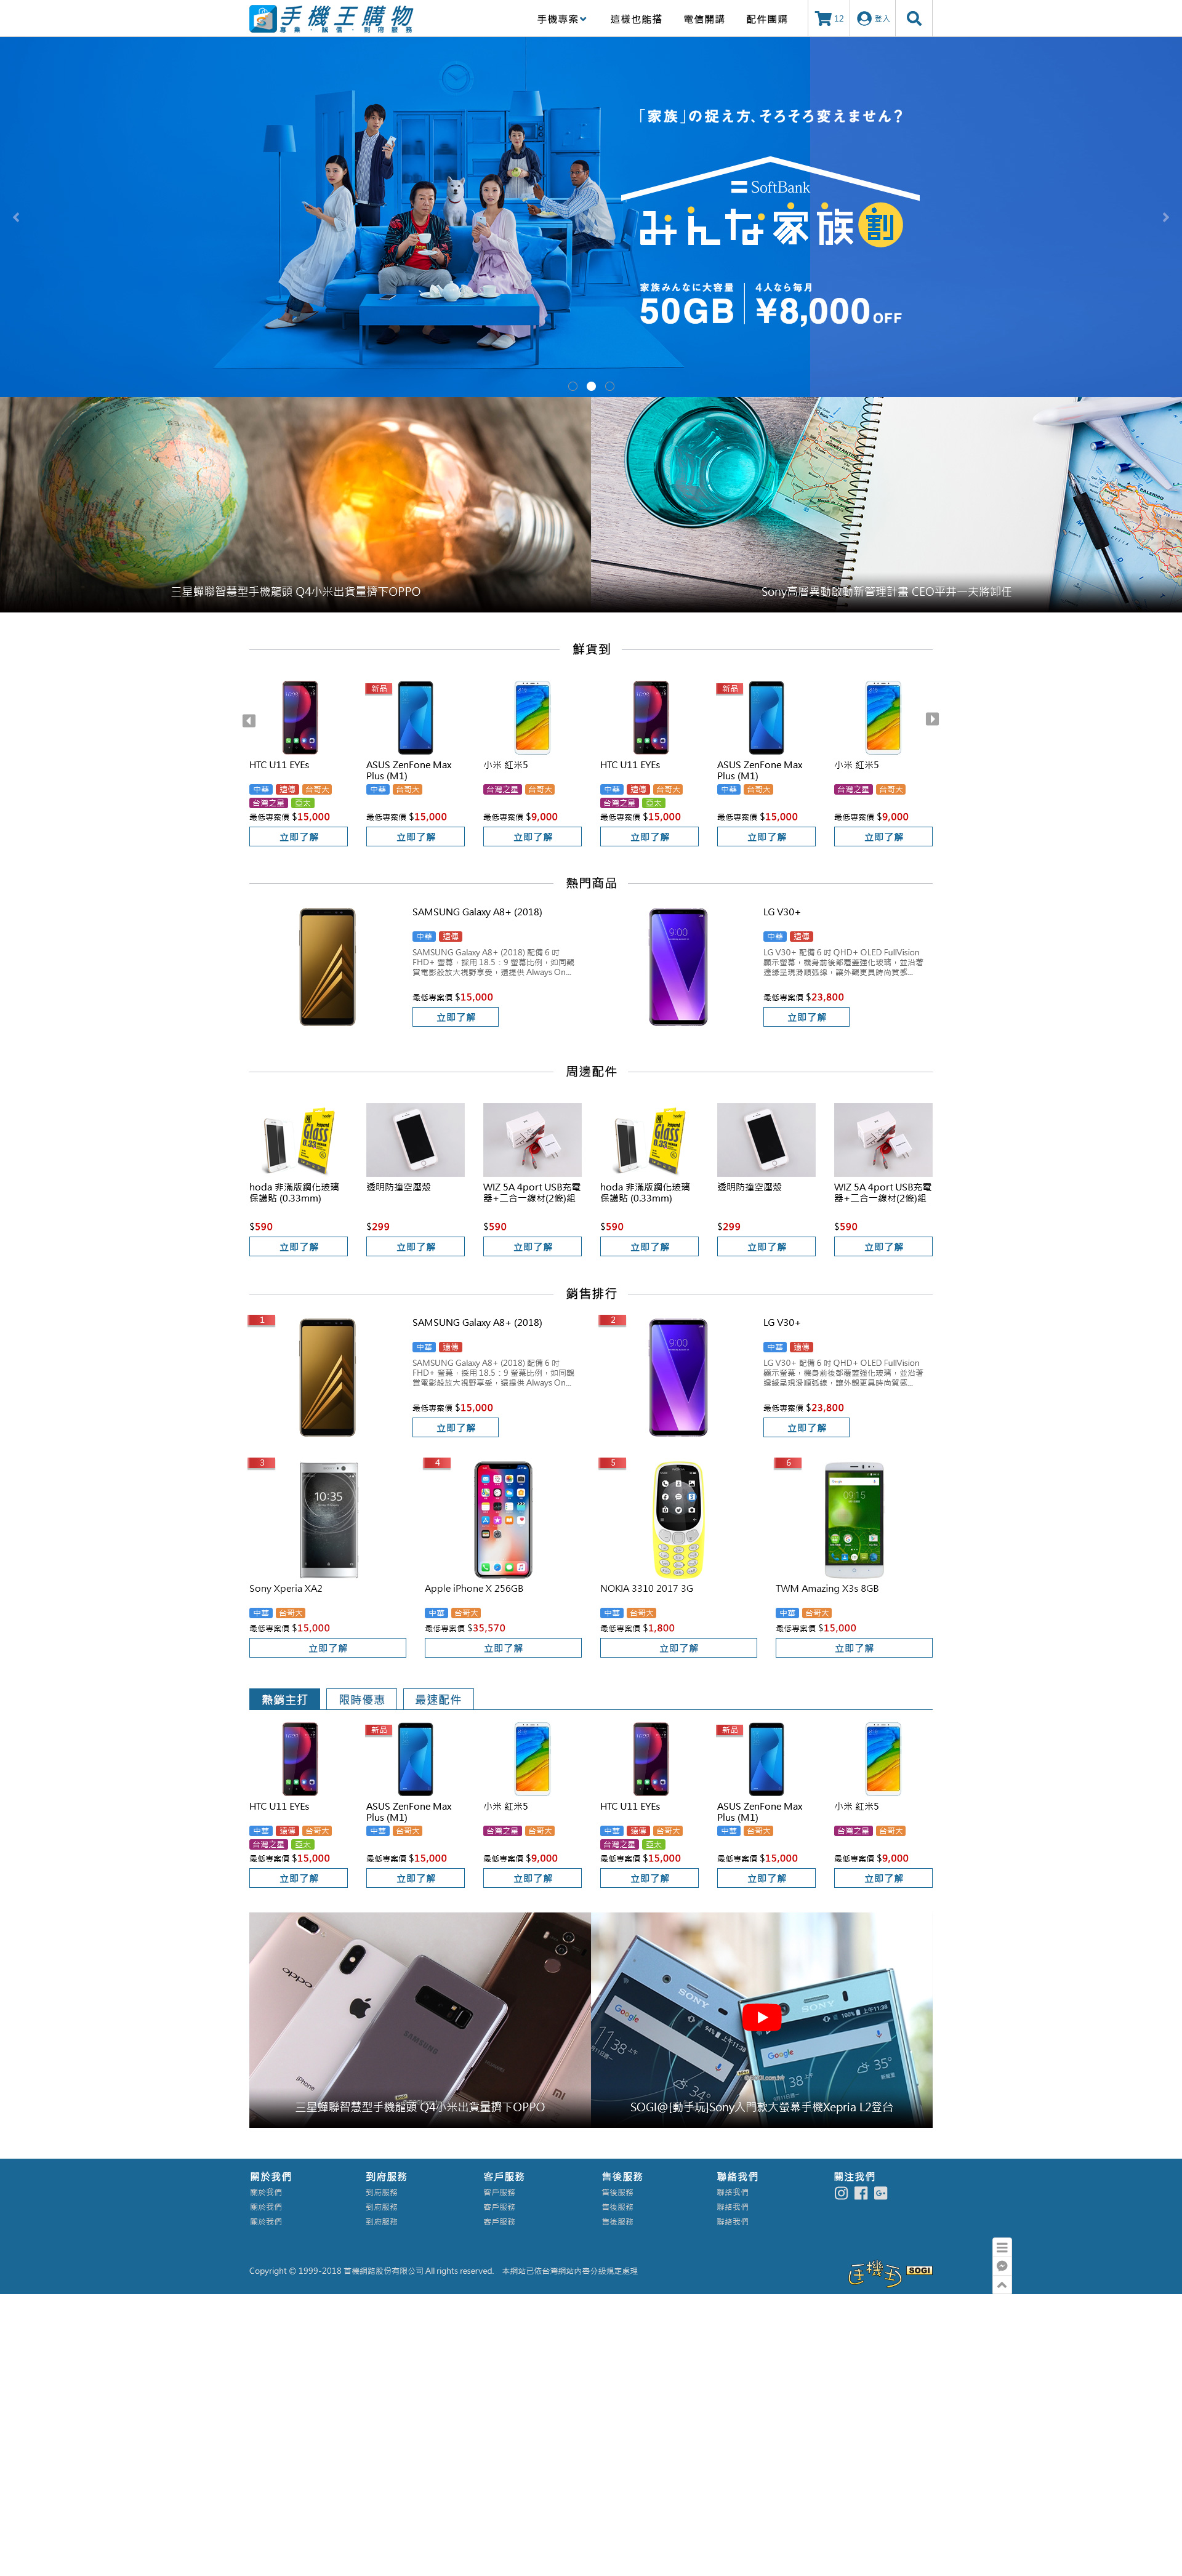 手機王購物
專業・誠信・到府服務
手機專案
這樣也能搭
電信開講
配件團購
12
登入
「家族」の捉え方、そろそろ変えません?
SoftBank
みんな家族割
家族みんなに大容量
50GB
4人なら毎月
¥8,000 OFF
三星蟬聯智慧型手機龍頭 Q4小米出貨量擠下OPPO
Sony高層異動啟動新管理計畫 CEO平井一夫將卸任
鮮貨到
新品
新品
HTC U11 EYEs
ASUS ZenFone Max Plus (M1)
小米 紅米5
HTC U11 EYEs
ASUS ZenFone Max Plus (M1)
小米 紅米5
中華 遠傳 台哥大
中華 台哥大
台灣之星 台哥大
中華 遠傳 台哥大
中華 台哥大
台灣之星 台哥大
台灣之星 亞太
台灣之星 亞太
最低專案價 $15,000
最低專案價 $15,000
最低專案價 $9,000
最低專案價 $15,000
最低專案價 $15,000
最低專案價 $9,000
立即了解
立即了解
立即了解
立即了解
立即了解
立即了解
熱門商品
SAMSUNG Galaxy A8+ (2018)
中華 遠傳
SAMSUNG Galaxy A8+ (2018) 配備 6 吋
FHD+ 螢幕,採用 18.5:9 螢幕比例,如同觀
賞電影般放大視野享受,還提供 Always On...
最低專案價 $15,000
立即了解
9:00
LG V30+
中華 遠傳
LG V30+ 配備 6 吋 QHD+ OLED FullVision
顯示螢幕,機身前後都覆蓋強化玻璃,並沿著
邊緣呈現滑順弧線,讓外觀更具時尚質感...
最低專案價 $23,800
立即了解
周邊配件
hoda 非滿版鋼化玻璃
保護貼 (0.33mm)
透明防撞空壓殼
WIZ 5A 4port USB充電
器+二合一線材(2條)組
hoda 非滿版鋼化玻璃
保護貼 (0.33mm)
透明防撞空壓殼
WIZ 5A 4port USB充電
器+二合一線材(2條)組
$590
$299
$590
$590
$299
$590
立即了解
立即了解
立即了解
立即了解
立即了解
立即了解
銷售排行
1
SAMSUNG Galaxy A8+ (2018)
中華 遠傳
SAMSUNG Galaxy A8+ (2018) 配備 6 吋
FHD+ 螢幕,採用 18.5:9 螢幕比例,如同觀
賞電影般放大視野享受,還提供 Always On...
最低專案價 $15,000
立即了解
2
9:00
LG V30+
中華 遠傳
LG V30+ 配備 6 吋 QHD+ OLED FullVision
顯示螢幕,機身前後都覆蓋強化玻璃,並沿著
邊緣呈現滑順弧線,讓外觀更具時尚質感...
最低專案價 $23,800
立即了解
3
10:35
4
5
6
09:15
Sony Xperia XA2
Apple iPhone X 256GB
NOKIA 3310 2017 3G
TWM Amazing X3s 8GB
中華 台哥大
中華 台哥大
中華 台哥大
中華 台哥大
最低專案價 $15,000
最低專案價 $35,570
最低專案價 $1,800
最低專案價 $15,000
立即了解
立即了解
立即了解
立即了解
熱銷主打
限時優惠
最速配件
新品
新品
HTC U11 EYEs
ASUS ZenFone Max Plus (M1)
小米 紅米5
HTC U11 EYEs
ASUS ZenFone Max Plus (M1)
小米 紅米5
中華 遠傳 台哥大
中華 台哥大
台灣之星 台哥大
中華 遠傳 台哥大
中華 台哥大
台灣之星 台哥大
台灣之星 亞太
台灣之星 亞太
最低專案價 $15,000
最低專案價 $15,000
最低專案價 $9,000
最低專案價 $15,000
最低專案價 $15,000
最低專案價 $9,000
立即了解
立即了解
立即了解
立即了解
立即了解
立即了解
oppo
iPhone
SAMSUNG
HUAWEI
三星蟬聯智慧型手機龍頭 Q4小米出貨量擠下OPPO
SONY
Google
SONY
Google
SOGI@[動手玩]Sony入門款大螢幕手機Xepria L2登台
關於我們
到府服務
客戶服務
售後服務
聯絡我們
關注我們
關於我們
到府服務
客戶服務
售後服務
聯絡我們
關於我們
到府服務
客戶服務
售後服務
聯絡我們
關於我們
到府服務
客戶服務
售後服務
聯絡我們
Copyright © 1999-2018 首機網路股份有限公司 All rights reserved. 本網站已依台灣網站內容分級規定處理
手機王 SOGI